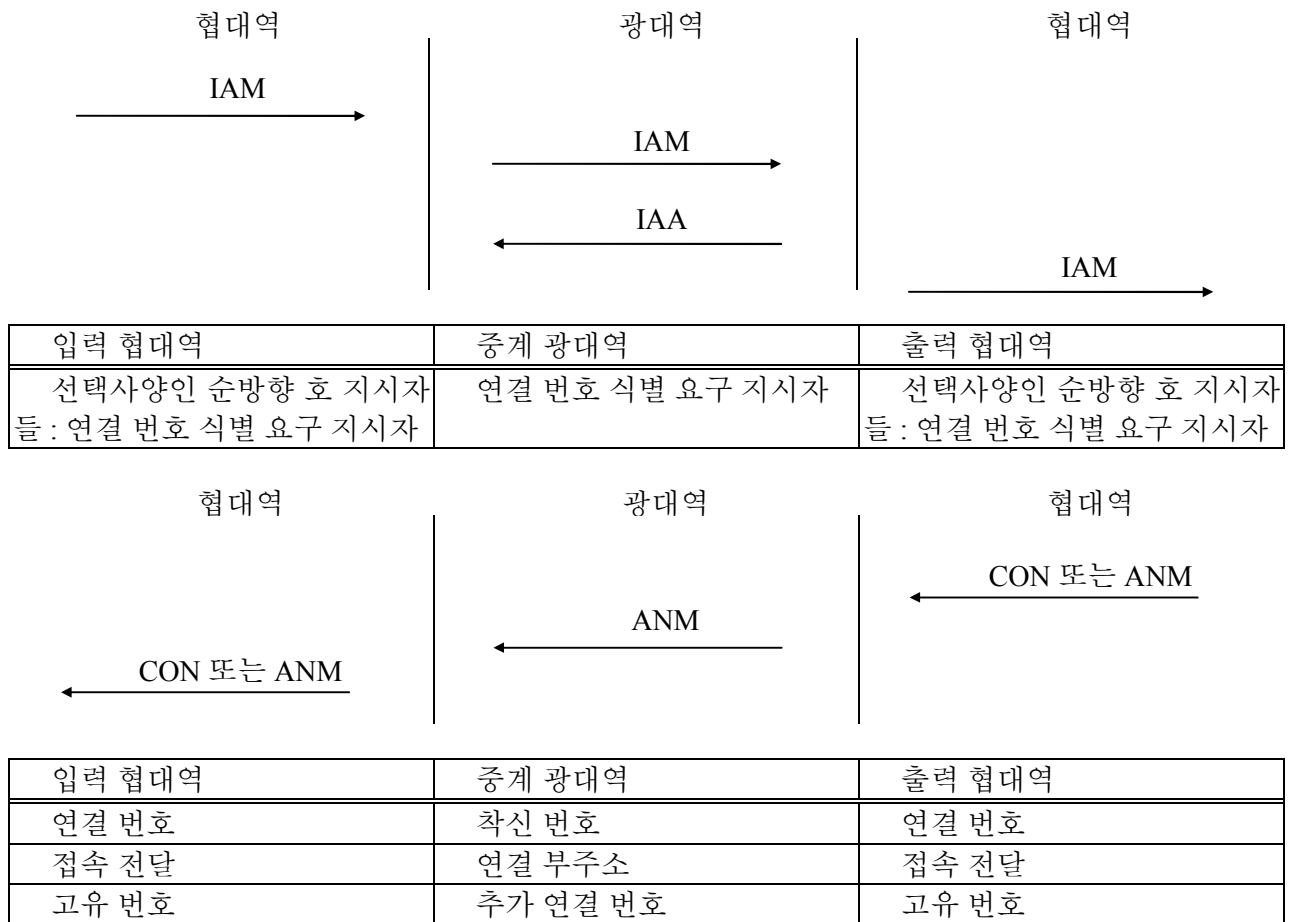 협대역 광대역 협대역
IAM
IAM
IAA
IAM
입력 협대역 중계 광대역 출력 협대역
선택사양인 순방향 호 지시자 연결 번호 식별 요구 지시자 선택사양인 순방향 호 지시자
들 : 연결 번호 식별 요구 지시자 들 : 연결 번호 식별 요구 지시자
협대역 광대역 협대역
CON 또는 ANM
ANM
CON 또는 ANM
입력 협대역 중계 광대역 출력 협대역
연결 번호 착신 번호 연결 번호
접속 전달 연결 부주소 접속 전달
고유 번호 추가 연결 번호 고유 번호